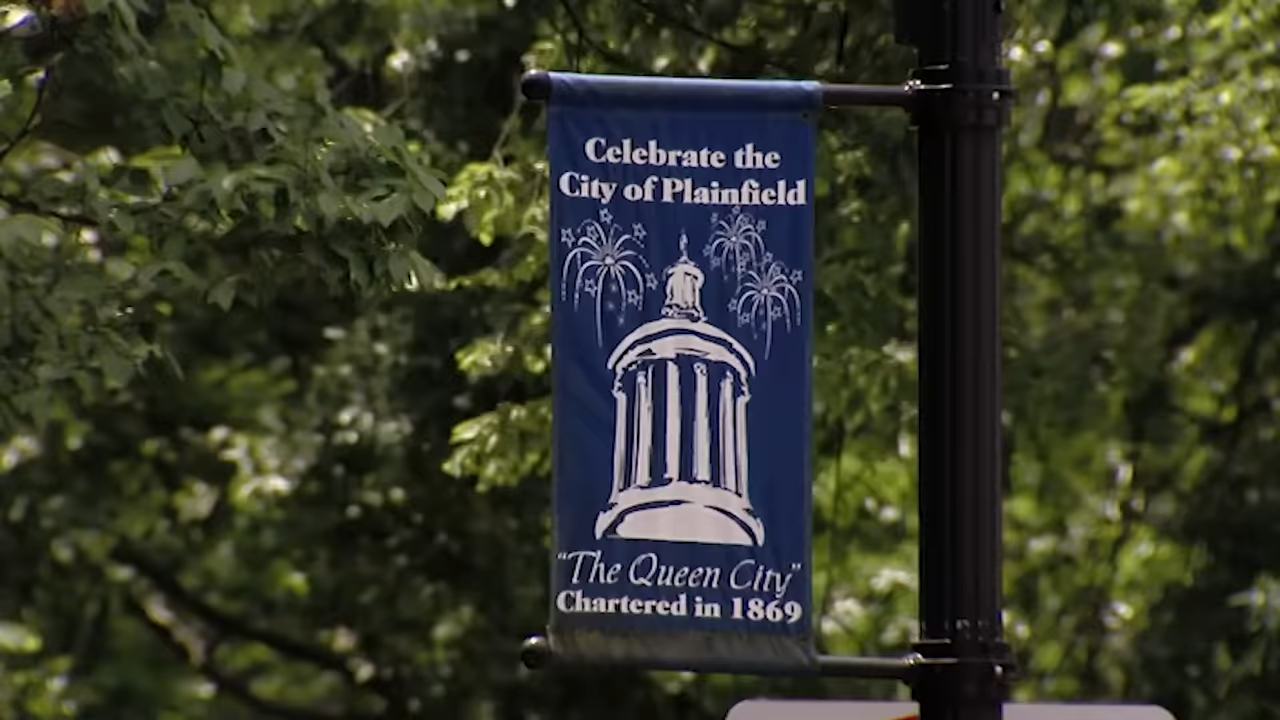 Celebrate the
City of Plainfield
"The Queen City"
Chartered in 1869